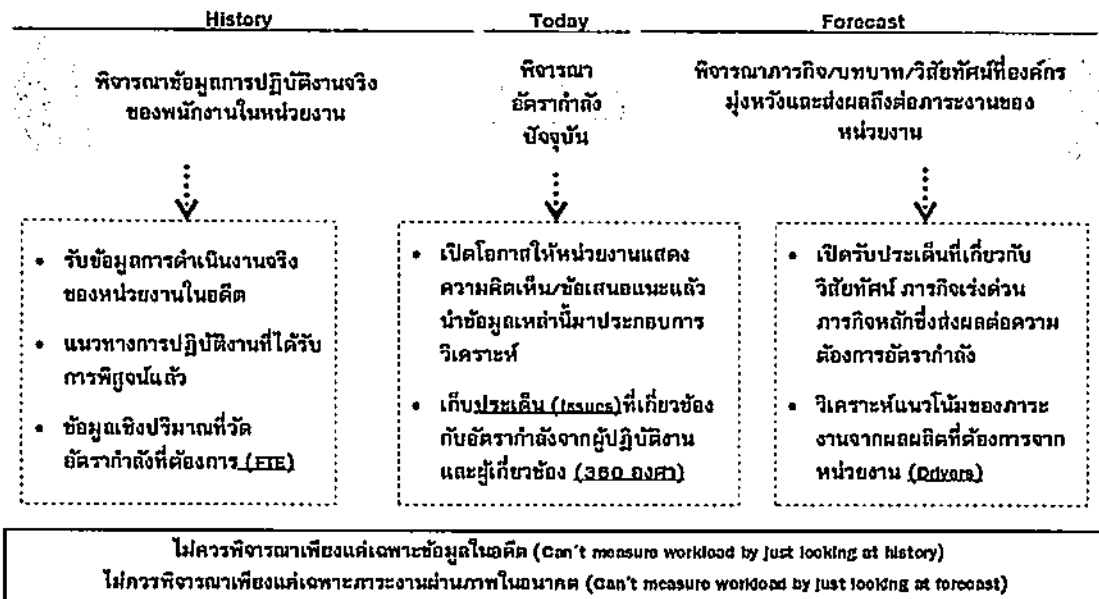 History
Today
Forecast
พิจารณาข้อมูลการปฏิบัติงานจริง
ของพนักงานในหน่วยงาน
พิจารณา
อัตรากำลัง
ปัจจุบัน
พิจารณาภารกิจ/บทบาท/วิสัยทัศน์ที่องค์กร
มุ่งหวังและส่งผลถึงต่อภาระงานของ
หน่วยงาน
• รับข้อมูลการดำเนินงานจริง
ของหน่วยงานในอดีต
• แนวทางการปฏิบัติงานที่ได้รับ
การพิสูจน์แล้ว
• ข้อมูลเชิงปริมาณที่วัด
อัตรากำลังที่ต้องการ (FTE)
• เปิดโอกาสให้หน่วยงานแสดง
ความคิดเห็น/ข้อเสนอแนะแล้ว
นำข้อมูลเหล่านี้มาประกอบการ
วิเคราะห์
• เก็บประเด็น (Issues)ที่เกี่ยวข้อง
กับอัตรากำลังจากผู้ปฏิบัติงาน
และผู้เกี่ยวข้อง (360 องศา)
• เปิดรับประเด็นที่เกี่ยวกับ
วิสัยทัศน์ ภารกิจเร่งด่วน
ภารกิจหลักซึ่งส่งผลต่อความ
ต้องการอัตรากำลัง
• วิเคราะห์แนวโน้มของภาระ
งานจากผลผลิตที่ต้องการจาก
หน่วยงาน (Drivers)
ไม่ควรพิจารณาเพียงแค่เฉพาะข้อมูลในอดีต (Can't measure workload by just looking at history)
ไม่ควรพิจารณาเพียงแค่เฉพาะภาระงานผ่านภาพในอนาคต (Can't measure workload by just looking at forecast)